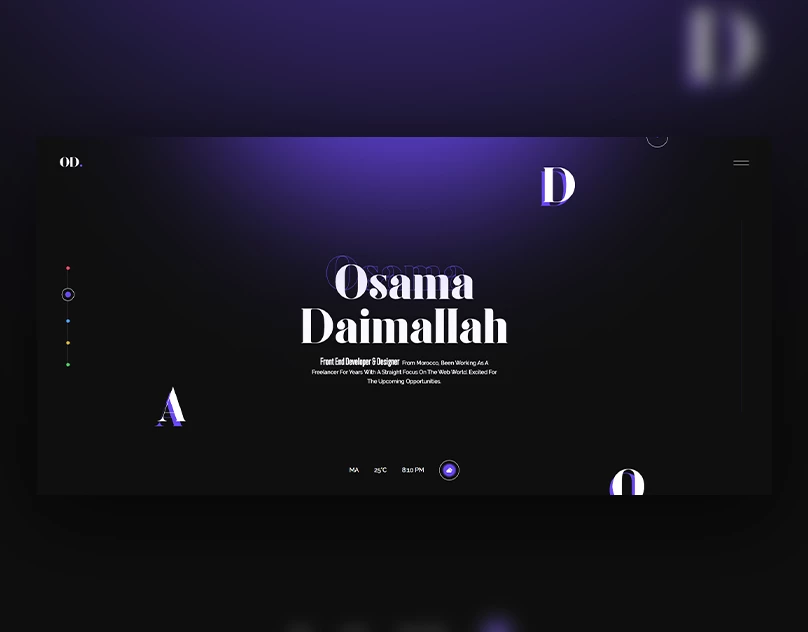 D
OD.
D
Osama
Osama
Daimallah
Front End Developer & Designer From Morocco, Been Working As A
Freelancer For Years With A Straight Focus On The Web World. Excited For
The Upcoming Opportunities.
A
MA 25°C 8:10 PM
O